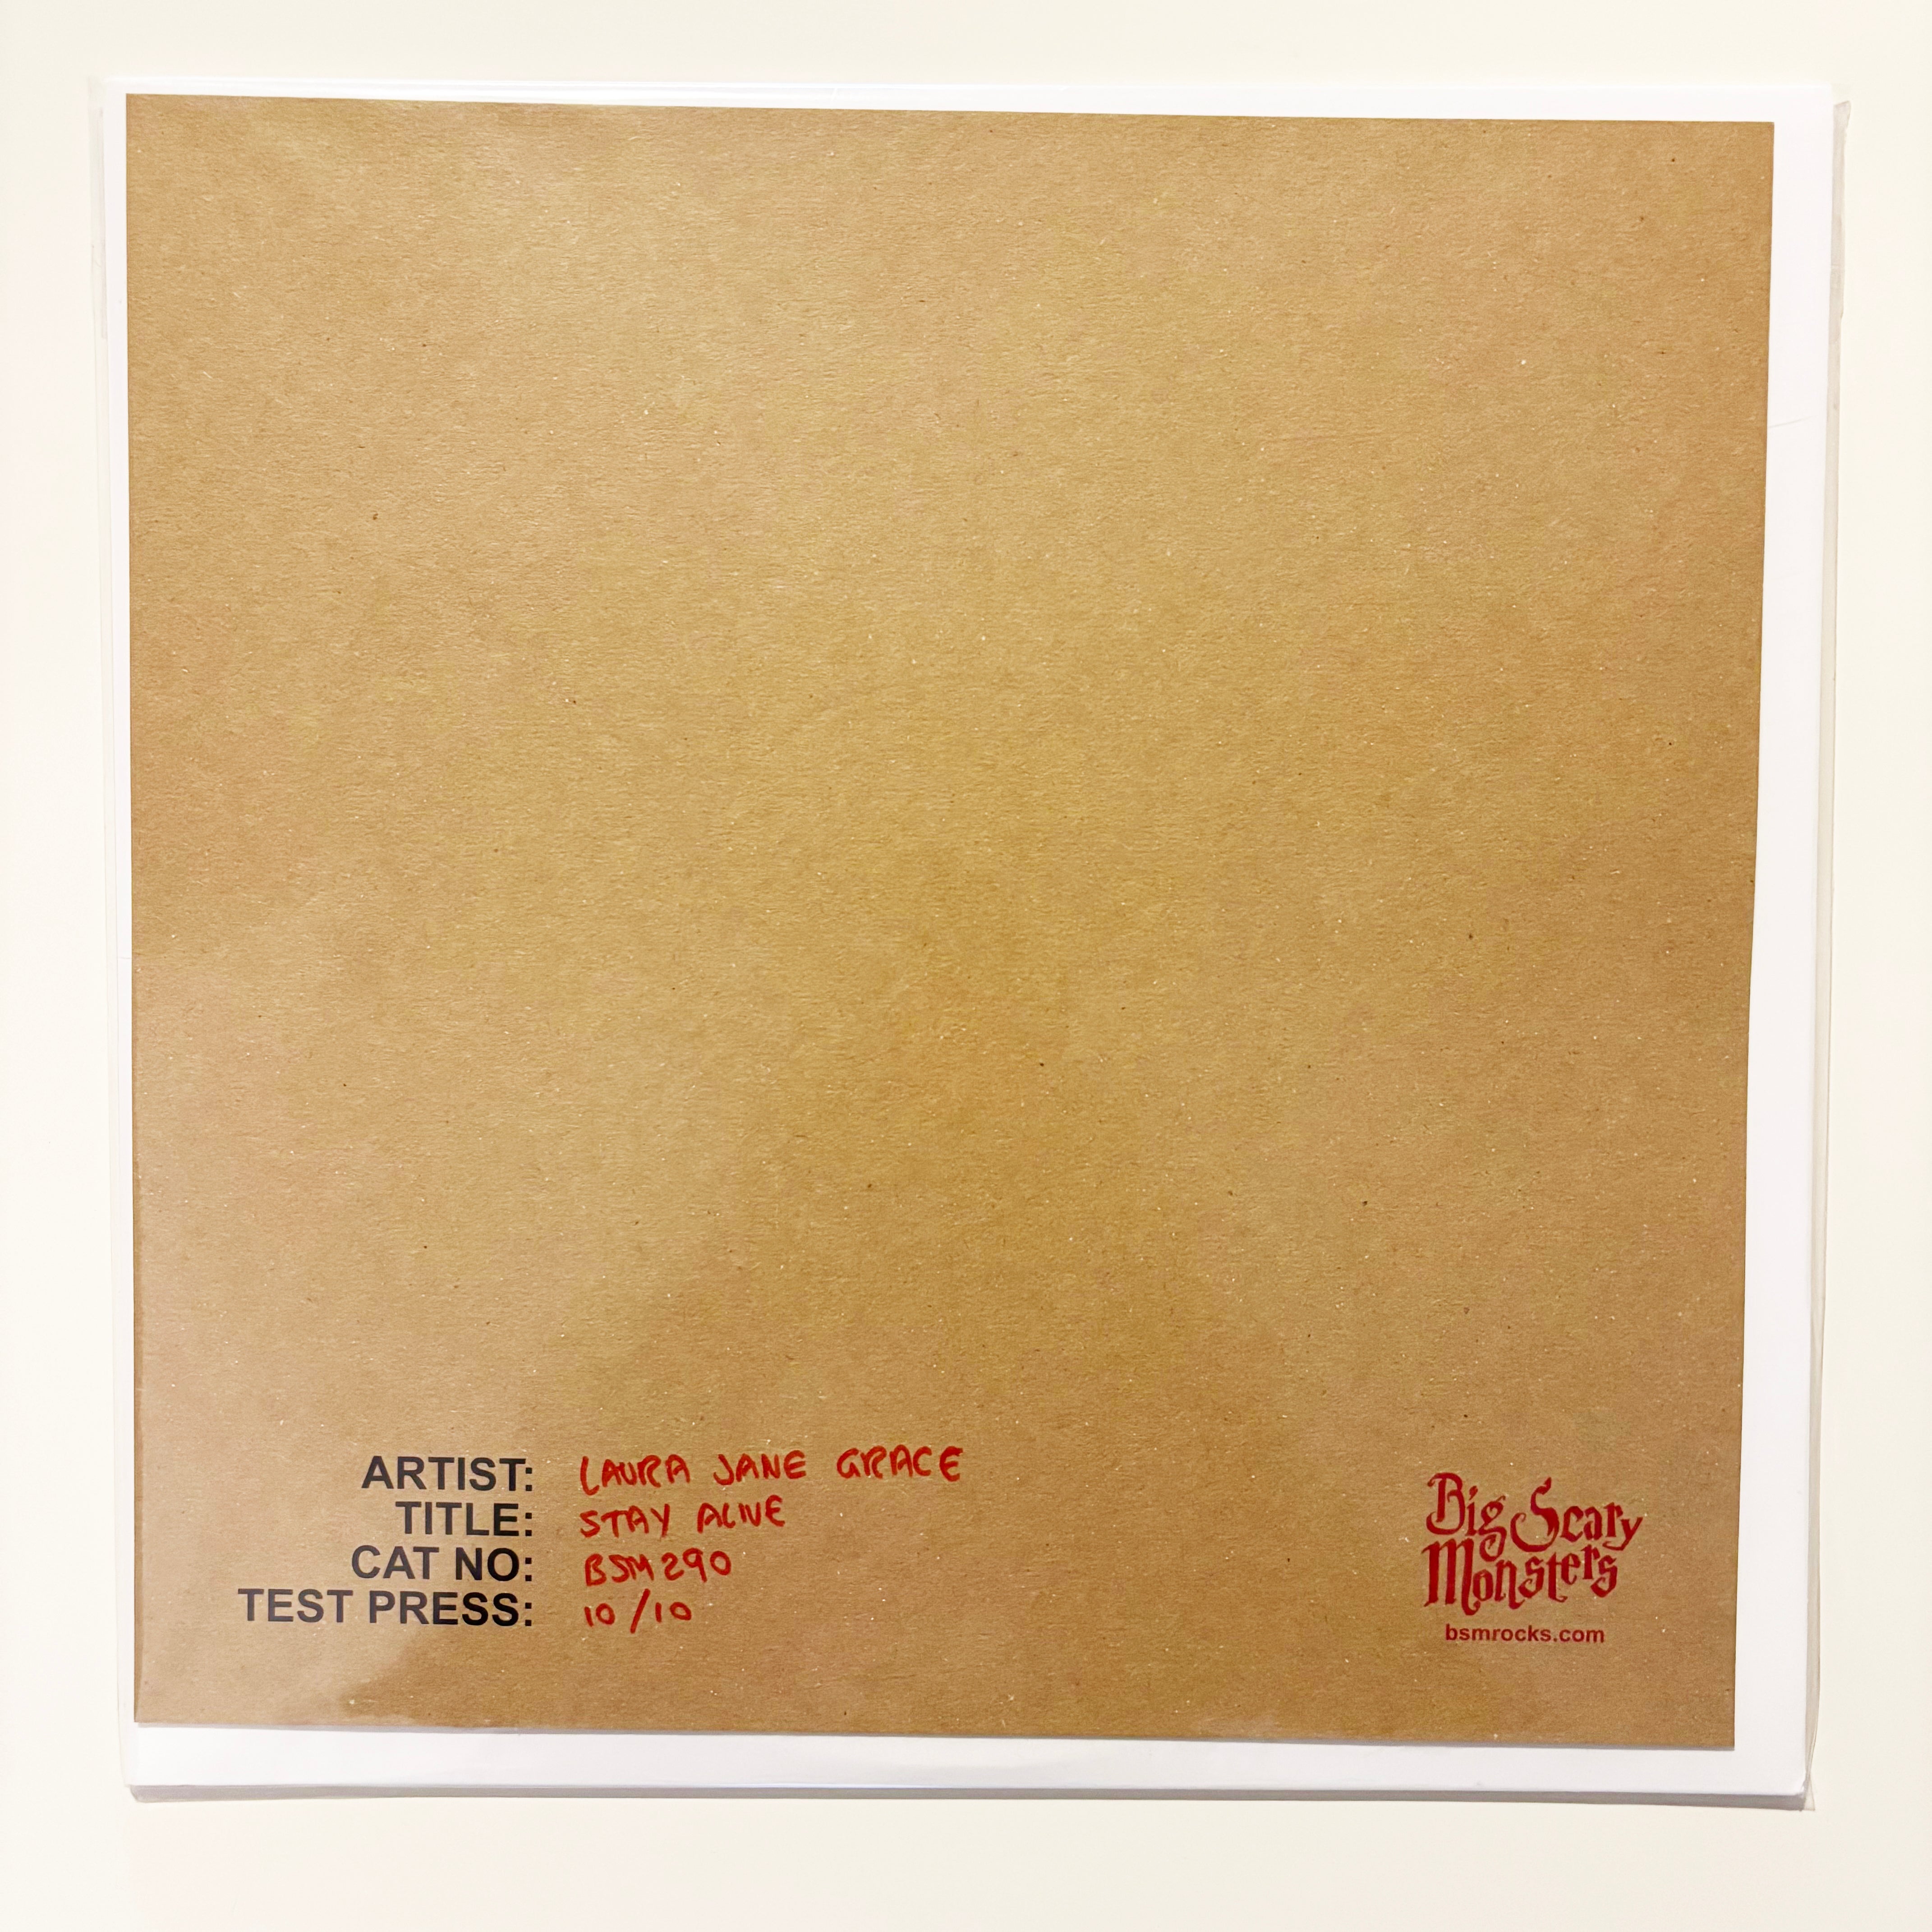 ARTIST: LAURA JANE GRACE
TITLE: STAY ALIVE
CAT NO: BSM290
TEST PRESS: 10/10
Big Scary
Monsters
bsmrocks.com